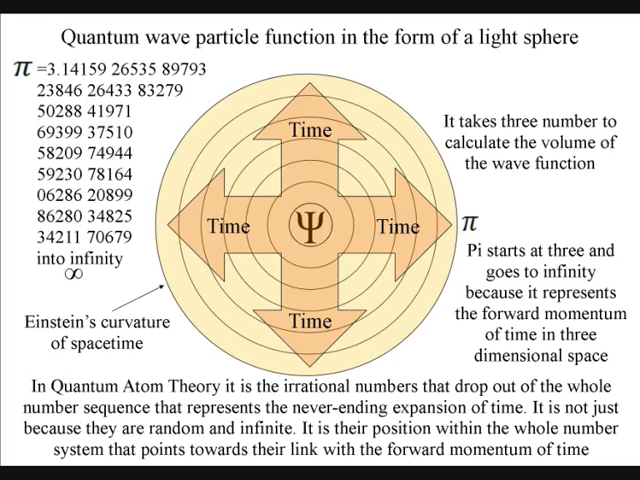 Quantum wave particle function in the form of a light sphere
π =3.14159 26535 89793
23846 26433 83279
50288 41971
69399 37510
58209 74944
59230 78164
06286 20899
86280 34825
34211 70679
into infinity
∞
Einstein's curvature
of spacetime
Time
Time
Ψ
Time
Time
It takes three number to
calculate the volume of
the wave function
π
Pi starts at three and
goes to infinity
because it represents
the forward momentum
of time in three
dimensional space
In Quantum Atom Theory it is the irrational numbers that drop out of the whole
number sequence that represents the never-ending expansion of time. It is not just
because they are random and infinite. It is their position within the whole number
system that points towards their link with the forward momentum of time